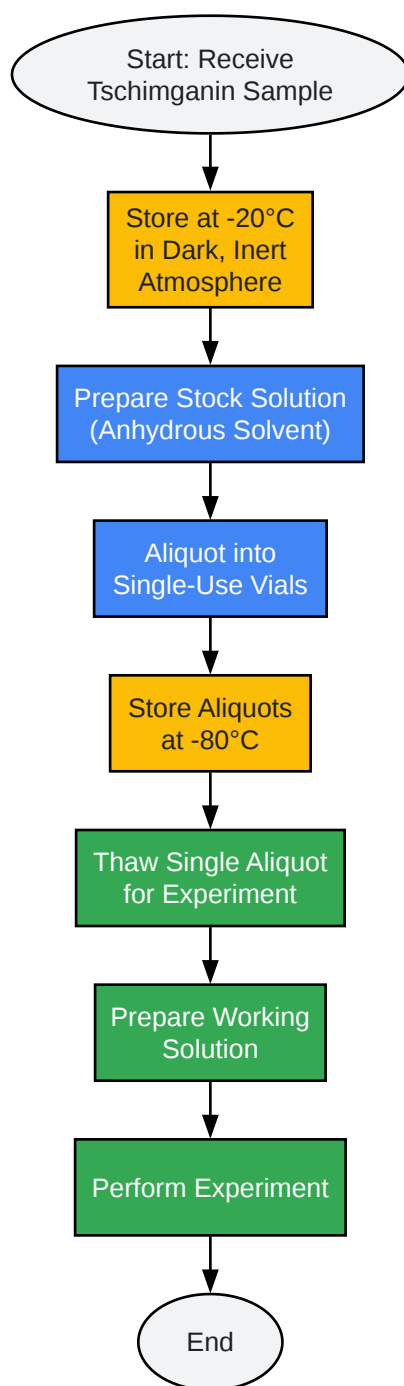 Start: Receive
Tschimganin Sample
Store at -20°C
in Dark, Inert
Atmosphere
Prepare Stock Solution
(Anhydrous Solvent)
Aliquot into
Single-Use Vials
Store Aliquots
at -80°C
Thaw Single Aliquot
for Experiment
Prepare Working
Solution
Perform Experiment
End